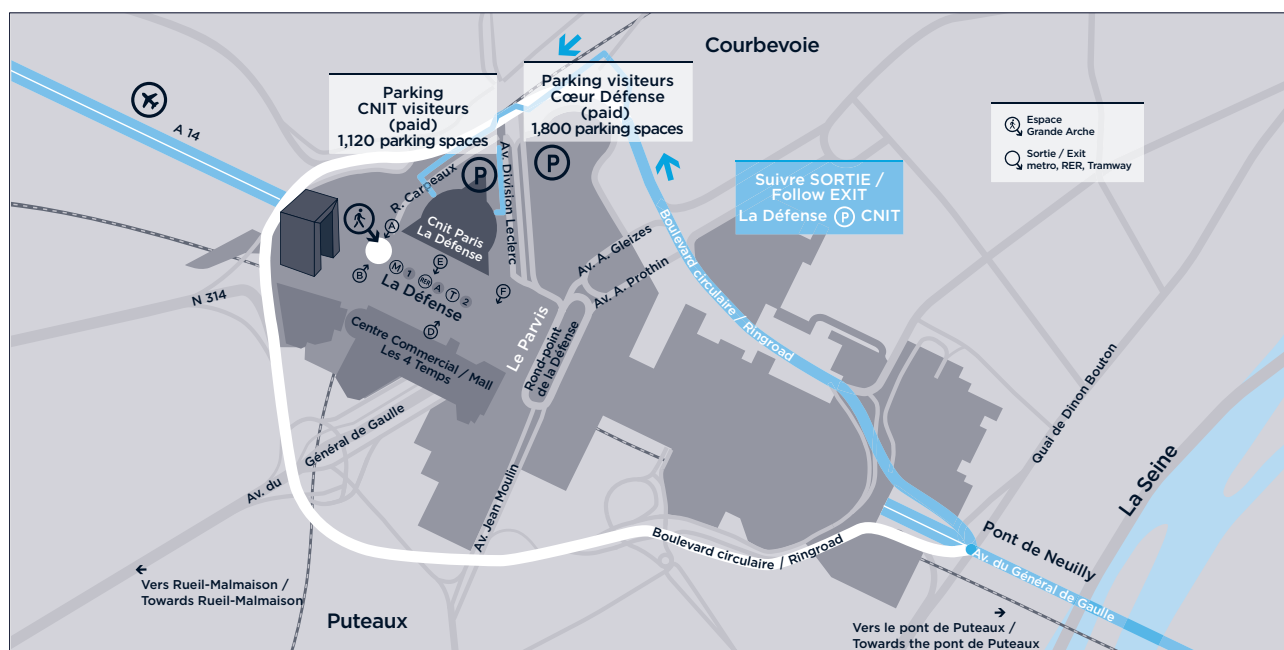 Courbevoie
Parking
CNIT visiteurs
(paid)
1,120 parking spaces
Parking visiteurs
Cœur Défense
(paid)
1,800 parking spaces
Espace
Grande Arche
Sortie / Exit
metro, RER, Tramway
A 14
P
P
Suivre SORTIE /
Follow EXIT
La Défense P CNIT
R. Carpeaux
Av. Division Leclerc
Cnit Paris
La Défense
A
B
E
F
D
M 1 RER A T 2
La Défense
Av. A. Gleizes
Av. A. Prothin
Boulevard circulaire / Ringroad
N 314
Le Parvis
Rond-point
de la Défense
Centre Commercial / Mall
Les 4 Temps
Av. du Général de Gaulle
Av. Jean Moulin
Quai de Dinon Bouton
La Seine
Pont de Neuilly
Boulevard circulaire / Ringroad
Av. du Général de Gaulle
Vers Rueil-Malmaison /
Towards Rueil-Malmaison
Puteaux
Vers le pont de Puteaux /
Towards the pont de Puteaux